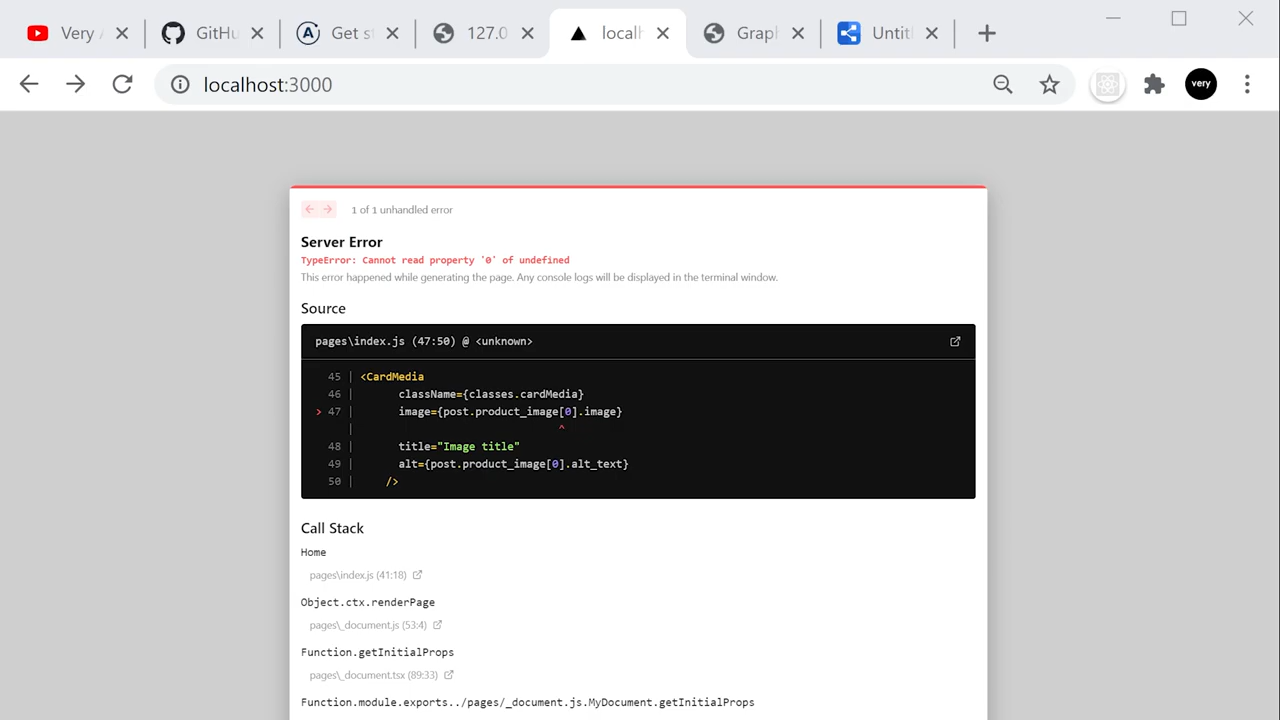 Very A
GitHu
Get s
127.0
local
Grap
Untit
localhost:3000
very
1 of 1 unhandled error
Server Error
TypeError: Cannot read property '0' of undefined
This error happened while generating the page. Any console logs will be displayed in the terminal window.
Source
pages\index.js (47:50) @ <unknown>
45 | <CardMedia
46 | className={classes.cardMedia}
> 47 | image={post.product_image[0].image}
| ^
48 | title="Image title"
49 | alt={post.product_image[0].alt_text}
50 | />
Call Stack
Home
pages\index.js (41:18)
Object.ctx.renderPage
pages\_document.js (53:4)
Function.getInitialProps
pages\_document.tsx (89:33)
Function.module.exports../pages/_document.js.MyDocument.getInitialProps